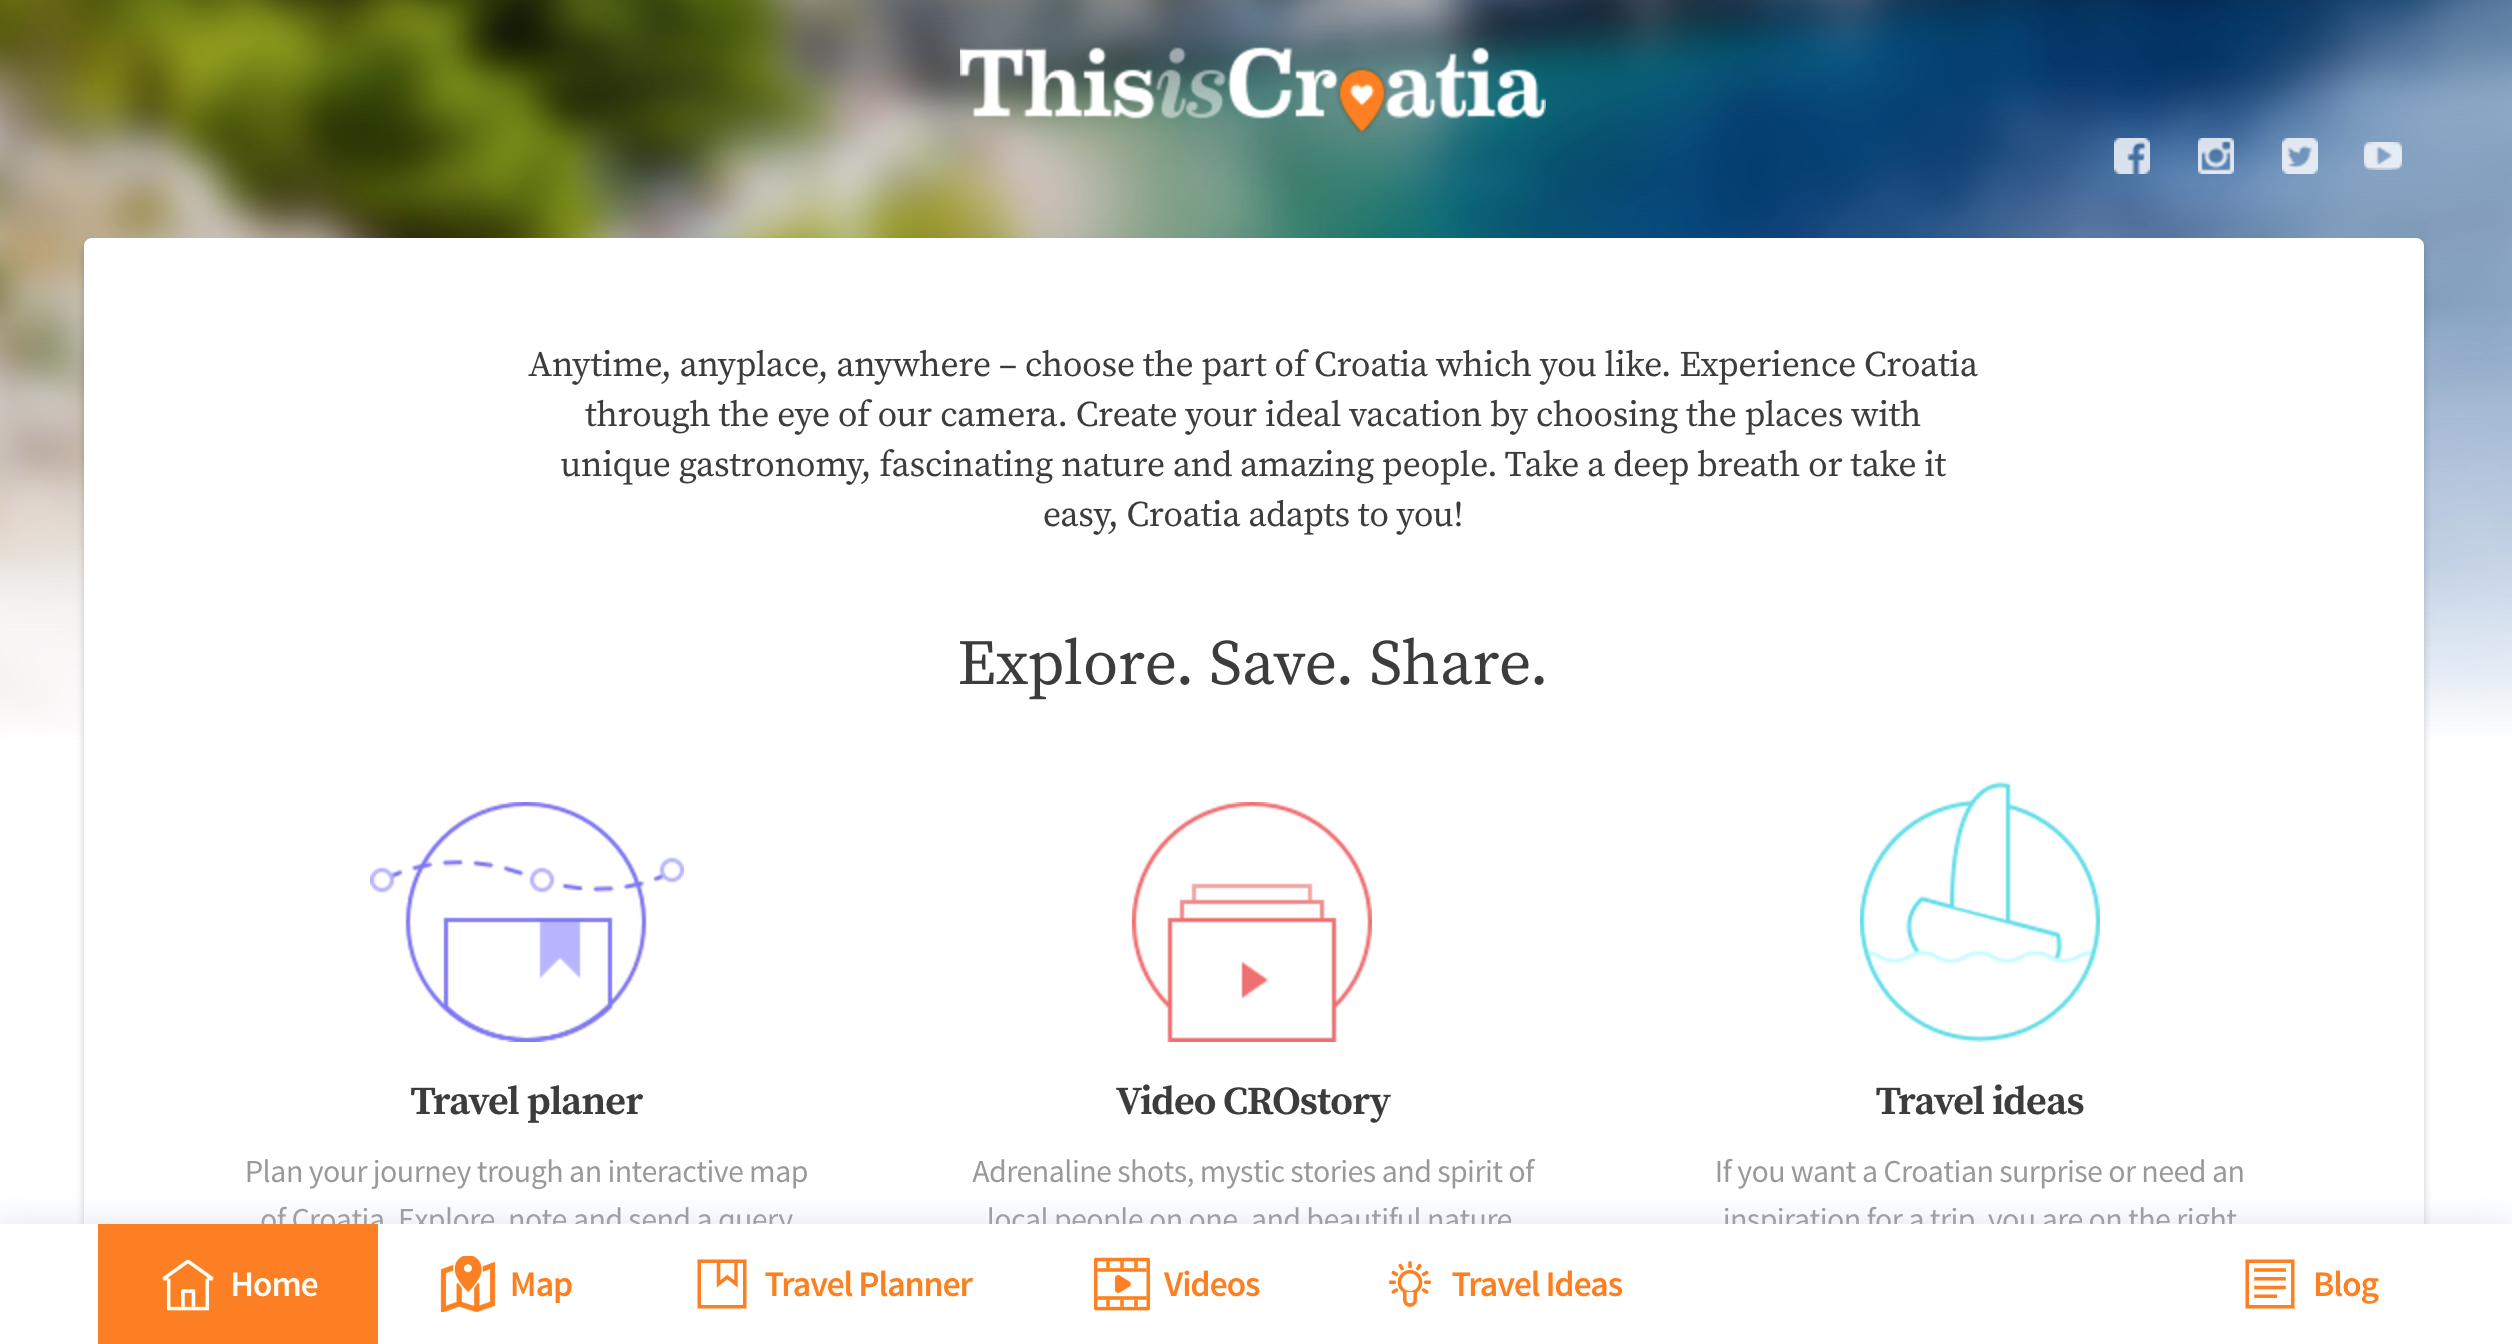 ThisisCroatia
Anytime, anyplace, anywhere – choose the part of Croatia which you like. Experience Croatia
through the eye of our camera. Create your ideal vacation by choosing the places with
unique gastronomy, fascinating nature and amazing people. Take a deep breath or take it
easy, Croatia adapts to you!
Explore. Save. Share.
Travel planer
Plan your journey trough an interactive map
of Croatia. Explore, note and send a query
Video CROstory
Adrenaline shots, mystic stories and spirit of
local people on one, and beautiful nature
Travel ideas
If you want a Croatian surprise or need an
inspiration for a trip, you are on the right
Home
Map
Travel Planner
Videos
Travel Ideas
Blog